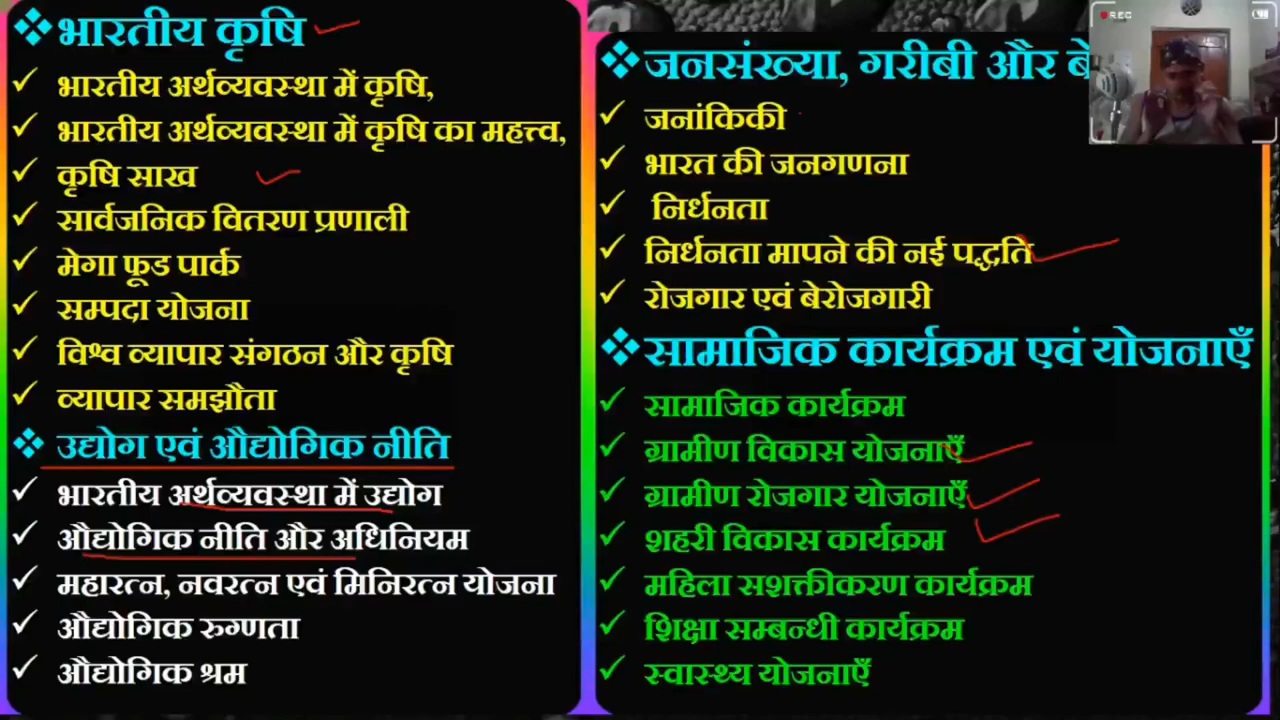 ❖भारतीय कृषि
✓ भारतीय अर्थव्यवस्था में कृषि,
✓ भारतीय अर्थव्यवस्था में कृषि का महत्त्व,
✓ कृषि साख
✓ सार्वजनिक वितरण प्रणाली
✓ मेगा फूड पार्क
✓ सम्पदा योजना
✓ विश्व व्यापार संगठन और कृषि
✓ व्यापार समझौता
❖ उद्योग एवं औद्योगिक नीति
✓ भारतीय अर्थव्यवस्था में उद्योग
✓ औद्योगिक नीति और अधिनियम
✓ महारत्न, नवरत्न एवं मिनिरत्न योजना
✓ औद्योगिक रुग्णता
✓ औद्योगिक श्रम
❖जनसंख्या, गरीबी और
✓ जनांकिकी
✓ भारत की जनगणना
✓ निर्धनता
✓ निर्धनता मापने की नई पद्धति
✓ रोजगार एवं बेरोजगारी
❖सामाजिक कार्यक्रम एवं योजनाएँ
✓ सामाजिक कार्यक्रम
✓ ग्रामीण विकास योजनाएँ
✓ ग्रामीण रोजगार योजनाएँ
✓ शहरी विकास कार्यक्रम
✓ महिला सशक्तीकरण कार्यक्रम
✓ शिक्षा सम्बन्धी कार्यक्रम
✓ स्वास्थ्य योजनाएँ
REC